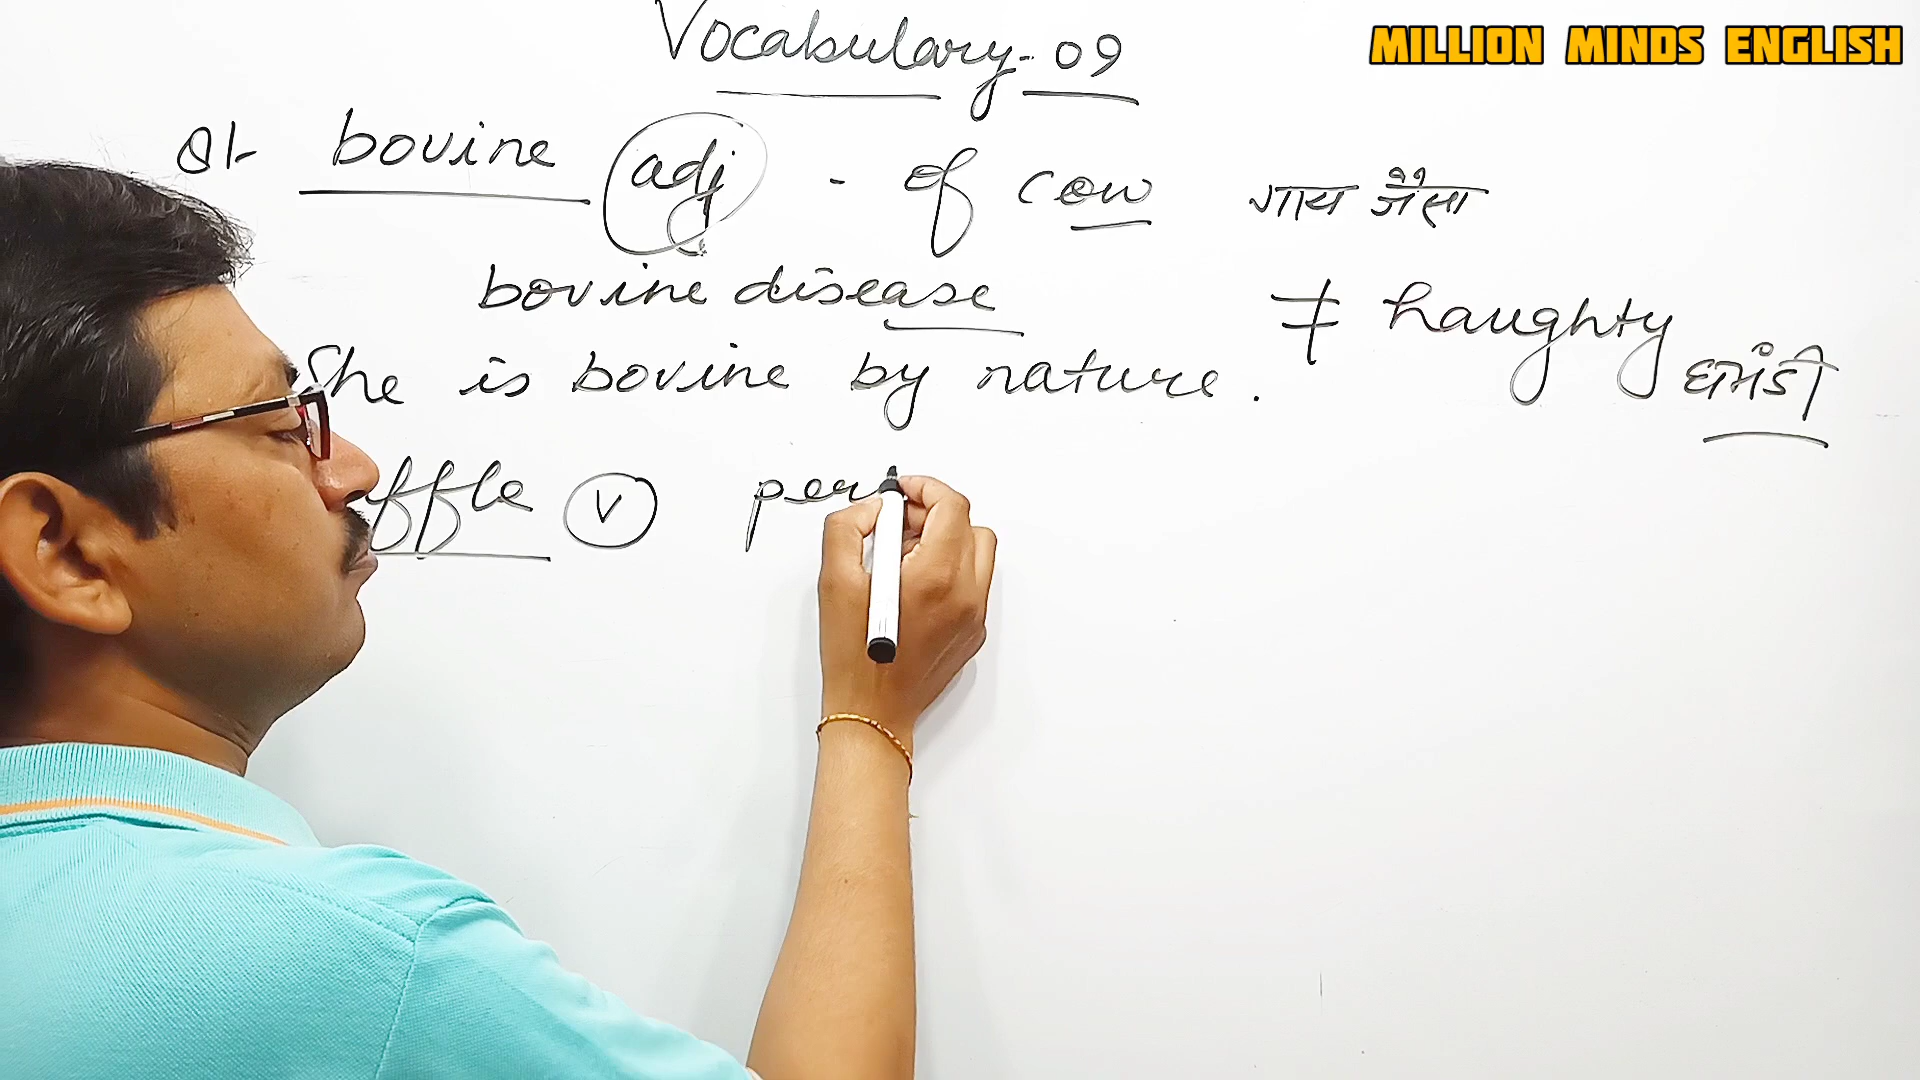 MILLION MINDS ENGLISH
Vocabulary - 09
01- bovine adj - of cow गाय जैसा
bovine disease ≠ haughty घमंडी
She is bovine by nature.
ffle v per